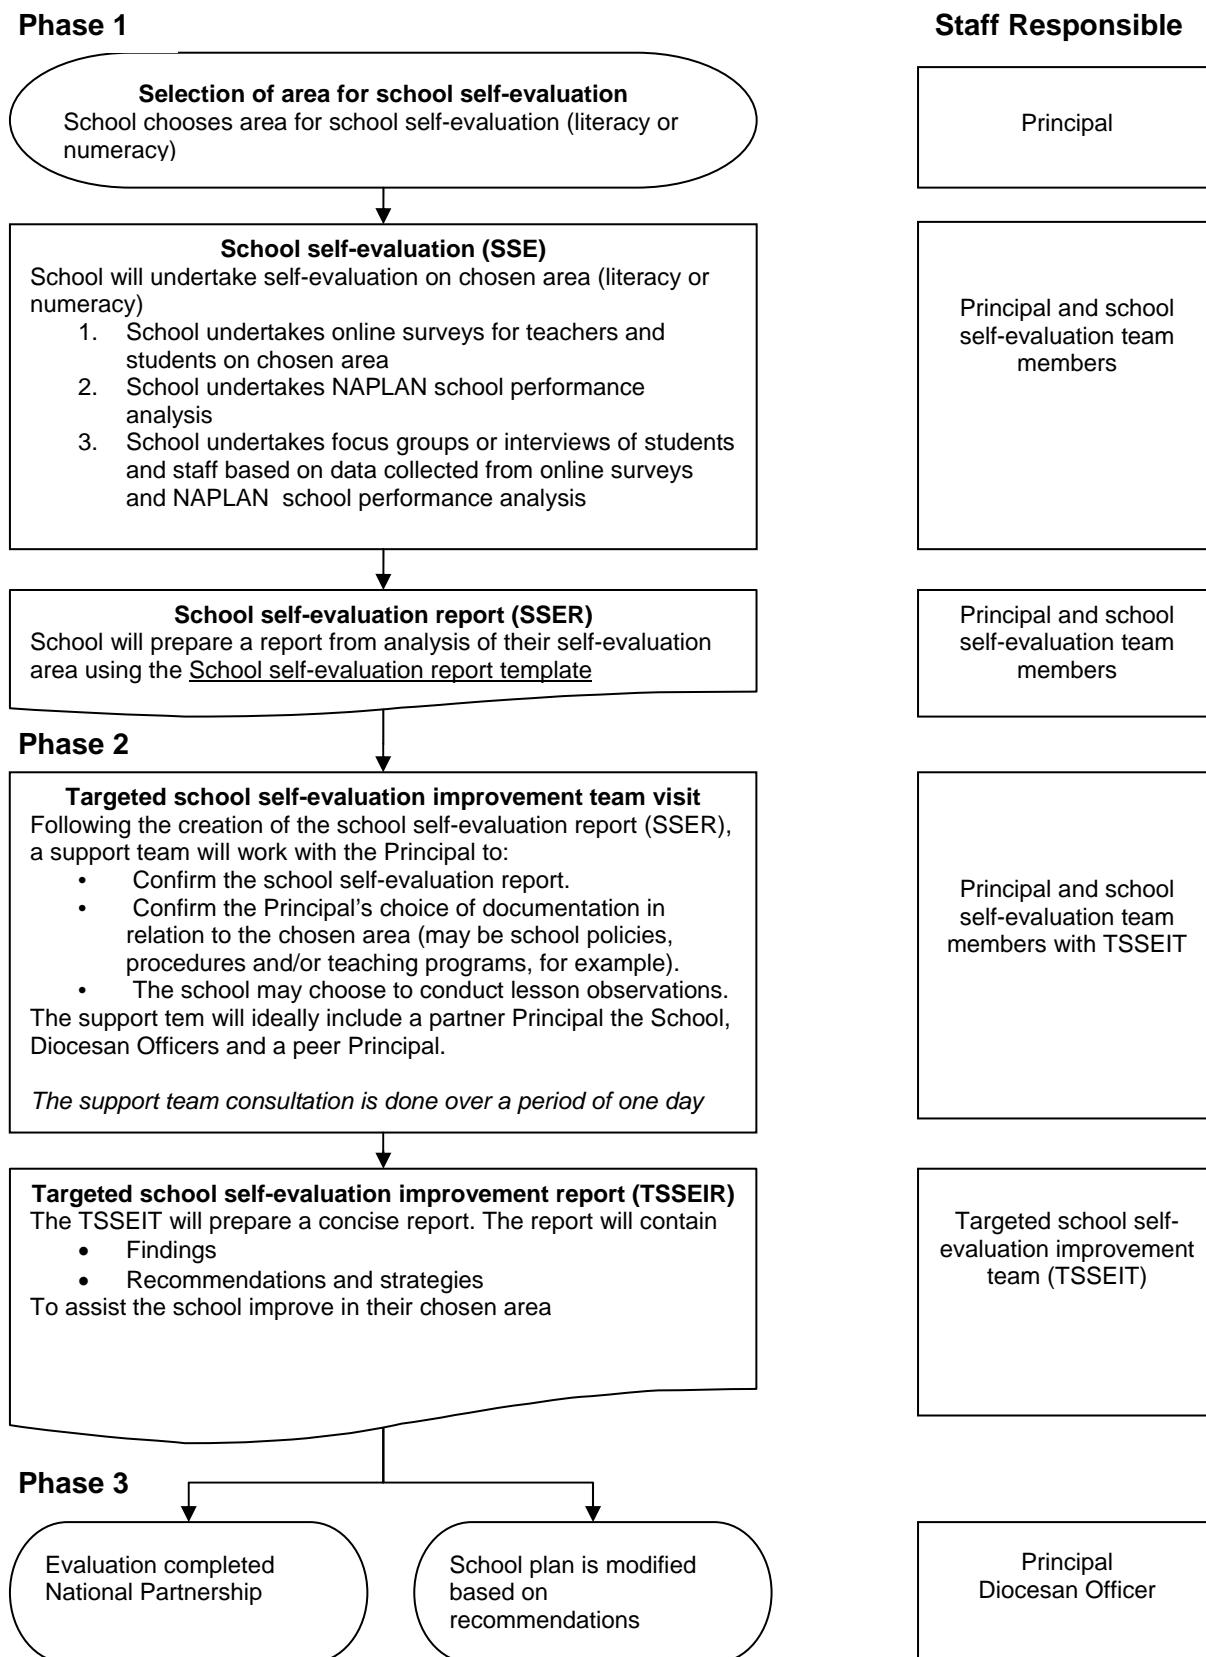 Phase 1
Staff Responsible
Selection of area for school self-evaluation
School chooses area for school self-evaluation (literacy or
numeracy)
Principal
School self-evaluation (SSE)
School will undertake self-evaluation on chosen area (literacy or
numeracy)
1. School undertakes online surveys for teachers and
students on chosen area
2. School undertakes NAPLAN school performance
analysis
3. School undertakes focus groups or interviews of students
and staff based on data collected from online surveys
and NAPLAN school performance analysis
Principal and school
self-evaluation team
members
School self-evaluation report (SSER)
School will prepare a report from analysis of their self-evaluation
area using the School self-evaluation report template
Principal and school
self-evaluation team
members
Phase 2
Targeted school self-evaluation improvement team visit
Following the creation of the school self-evaluation report (SSER),
a support team will work with the Principal to:
• Confirm the school self-evaluation report.
• Confirm the Principal’s choice of documentation in
relation to the chosen area (may be school policies,
procedures and/or teaching programs, for example).
• The school may choose to conduct lesson observations.
The support tem will ideally include a partner Principal the School,
Diocesan Officers and a peer Principal.
The support team consultation is done over a period of one day
Principal and school
self-evaluation team
members with TSSEIT
Targeted school self-evaluation improvement report (TSSEIR)
The TSSEIT will prepare a concise report. The report will contain
• Findings
• Recommendations and strategies
To assist the school improve in their chosen area
Targeted school self-
evaluation improvement
team (TSSEIT)
Phase 3
Evaluation completed
National Partnership
School plan is modified
based on
recommendations
Principal
Diocesan Officer